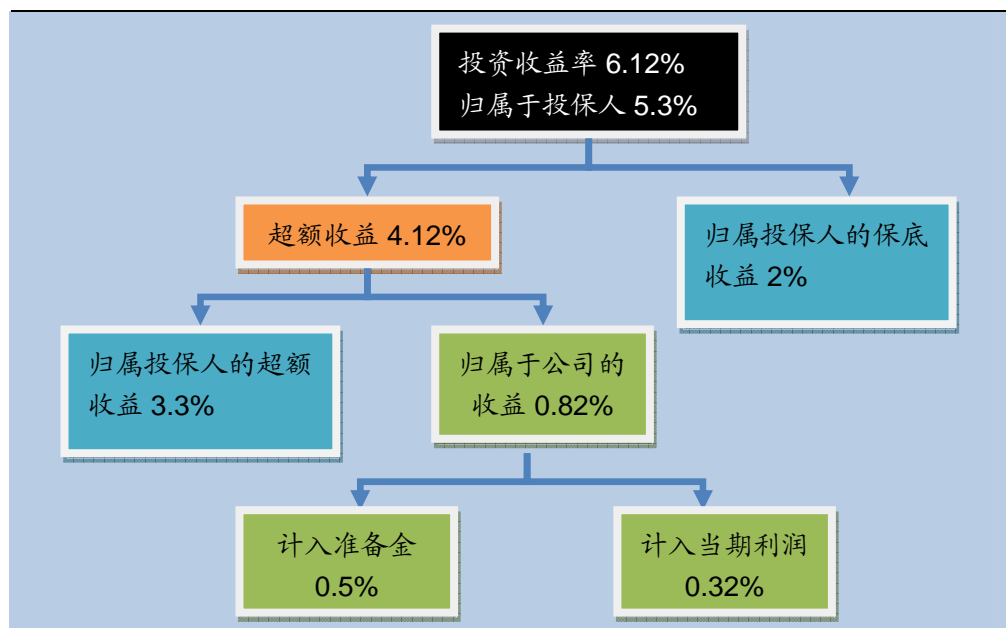 投资收益率 6.12%
归属于投保人 5.3%
超额收益 4.12%
归属投保人的保底
收益 2%
归属投保人的超额
收益 3.3%
归属于公司的
收益 0.82%
计入准备金
0.5%
计入当期利润
0.32%